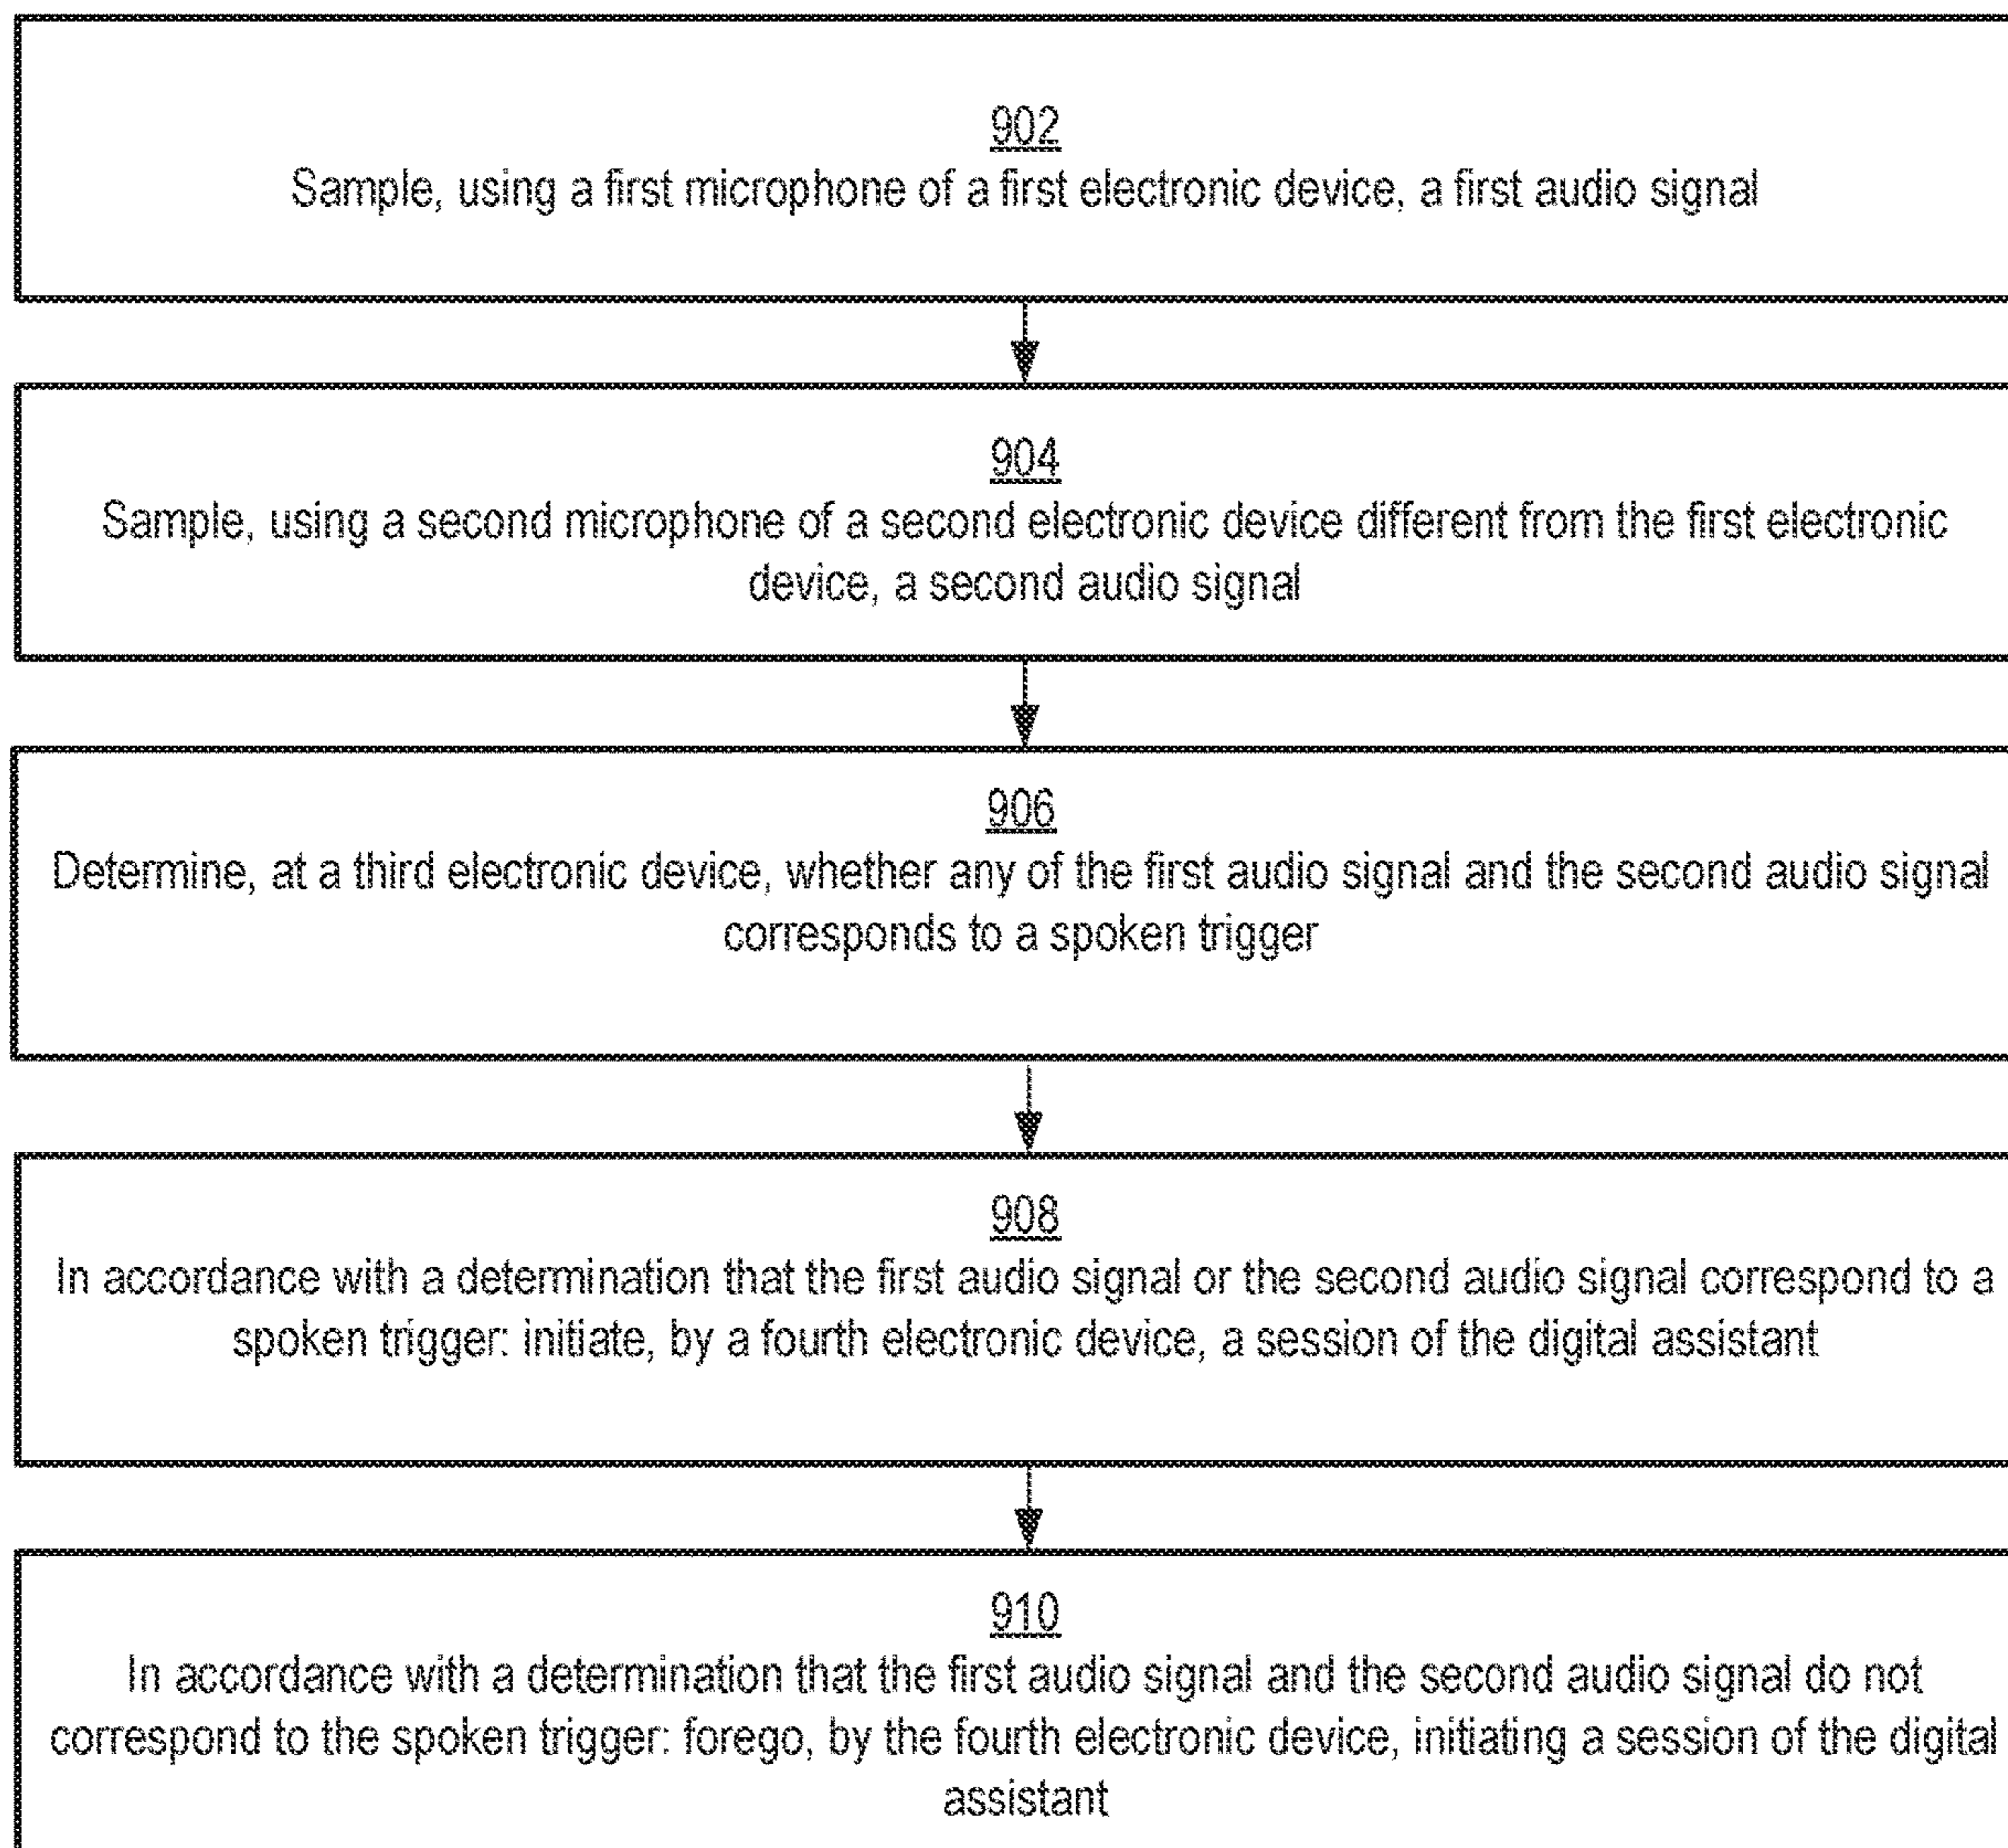 902
Sample, using a first microphone of a first electronic device, a first audio signal
904
Sample, using a second microphone of a second electronic device different from the first electronic
device, a second audio signal
906
Determine, at a third electronic device, whether any of the first audio signal and the second audio signal
corresponds to a spoken trigger
908
In accordance with a determination that the first audio signal or the second audio signal correspond to a
spoken trigger: initiate, by a fourth electronic device, a session of the digital assistant
910
In accordance with a determination that the first audio signal and the second audio signal do not
correspond to the spoken trigger: forego, by the fourth electronic device, initiating a session of the digital
assistant